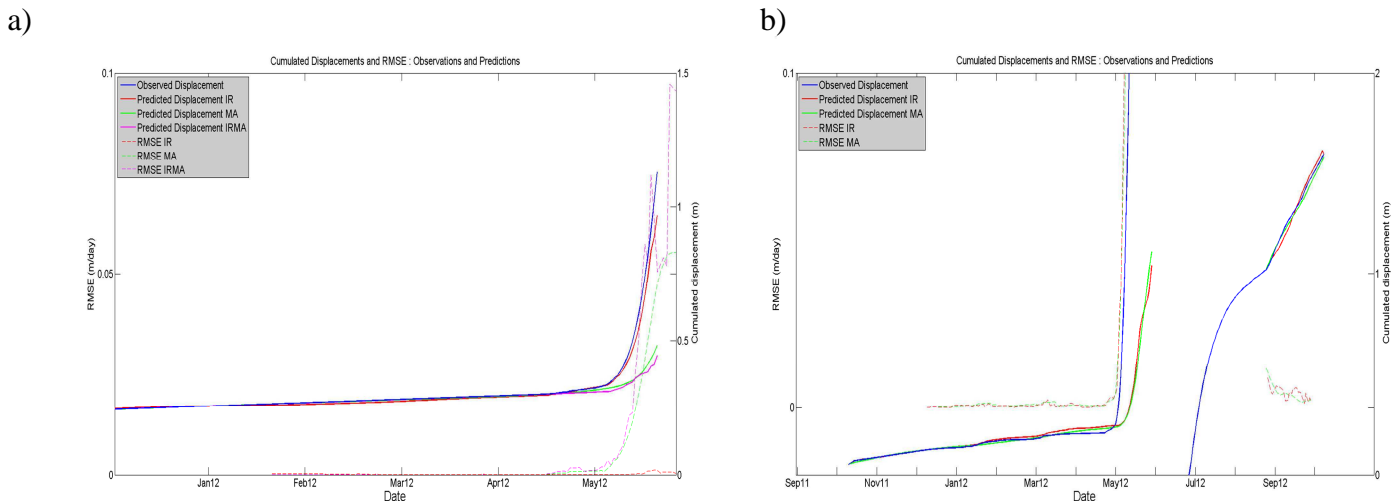 a)
Cumulated Displacements and RMSE : Observations and Predictions
0.1
0.05
0
RMSE (m/day)
Observed Displacement
Predicted Displacement IR
Predicted Displacement MA
Predicted Displacement IRMA
RMSE IR
RMSE MA
RMSE IRMA
1.5
1
0.5
0
Cumulated displacement (m)
Jan12 Feb12 Mar12 Apr12 May12
Date
b)
Cumulated Displacements and RMSE : Observations and Predictions
0.1
0
RMSE (m/day)
Observed Displacement
Predicted Displacement IR
Predicted Displacement MA
RMSE IR
RMSE MA
2
1
0
Cumulated displacement (m)
Sep11 Nov11 Jan12 Mar12 May12 Jul12 Sep12
Date